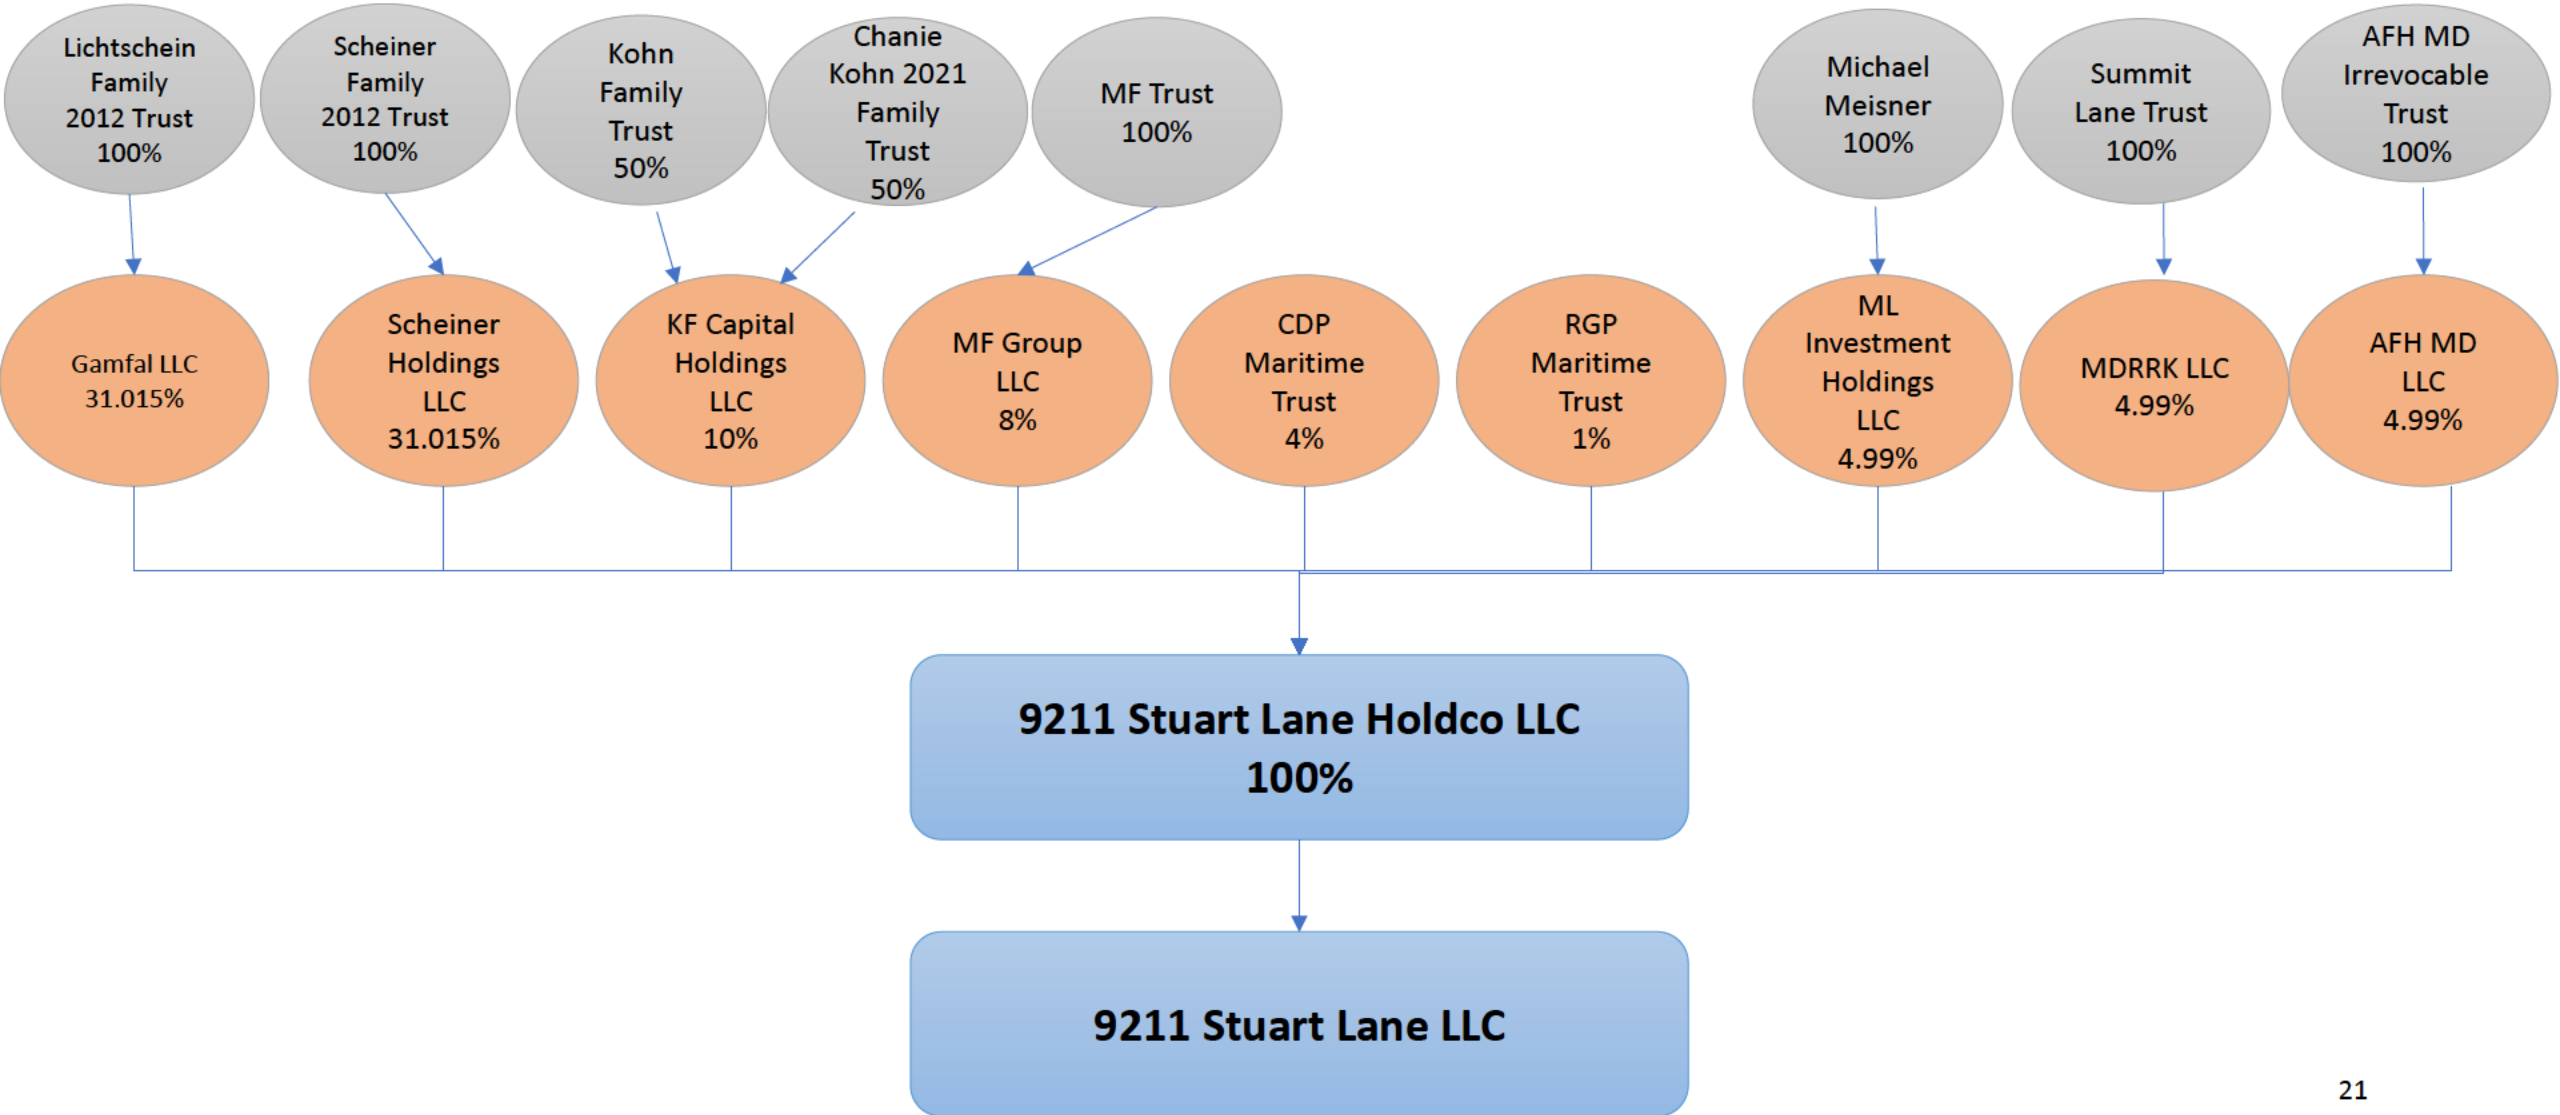 Lichtschein
Family
2012 Trust
100%
Scheiner
Family
2012 Trust
100%
Kohn
Family
Trust
50%
Chanie
Kohn 2021
Family
Trust
50%
MF Trust
100%
Michael
Meisner
100%
Summit
Lane Trust
100%
AFH MD
Irrevocable
Trust
100%
Gamfal LLC
31.015%
Scheiner
Holdings
LLC
31.015%
KF Capital
Holdings
LLC
10%
MF Group
LLC
8%
CDP
Maritime
Trust
4%
RGP
Maritime
Trust
1%
ML
Investment
Holdings
LLC
4.99%
MDRRK LLC
4.99%
AFH MD
LLC
4.99%
9211 Stuart Lane Holdco LLC
100%
9211 Stuart Lane LLC
21